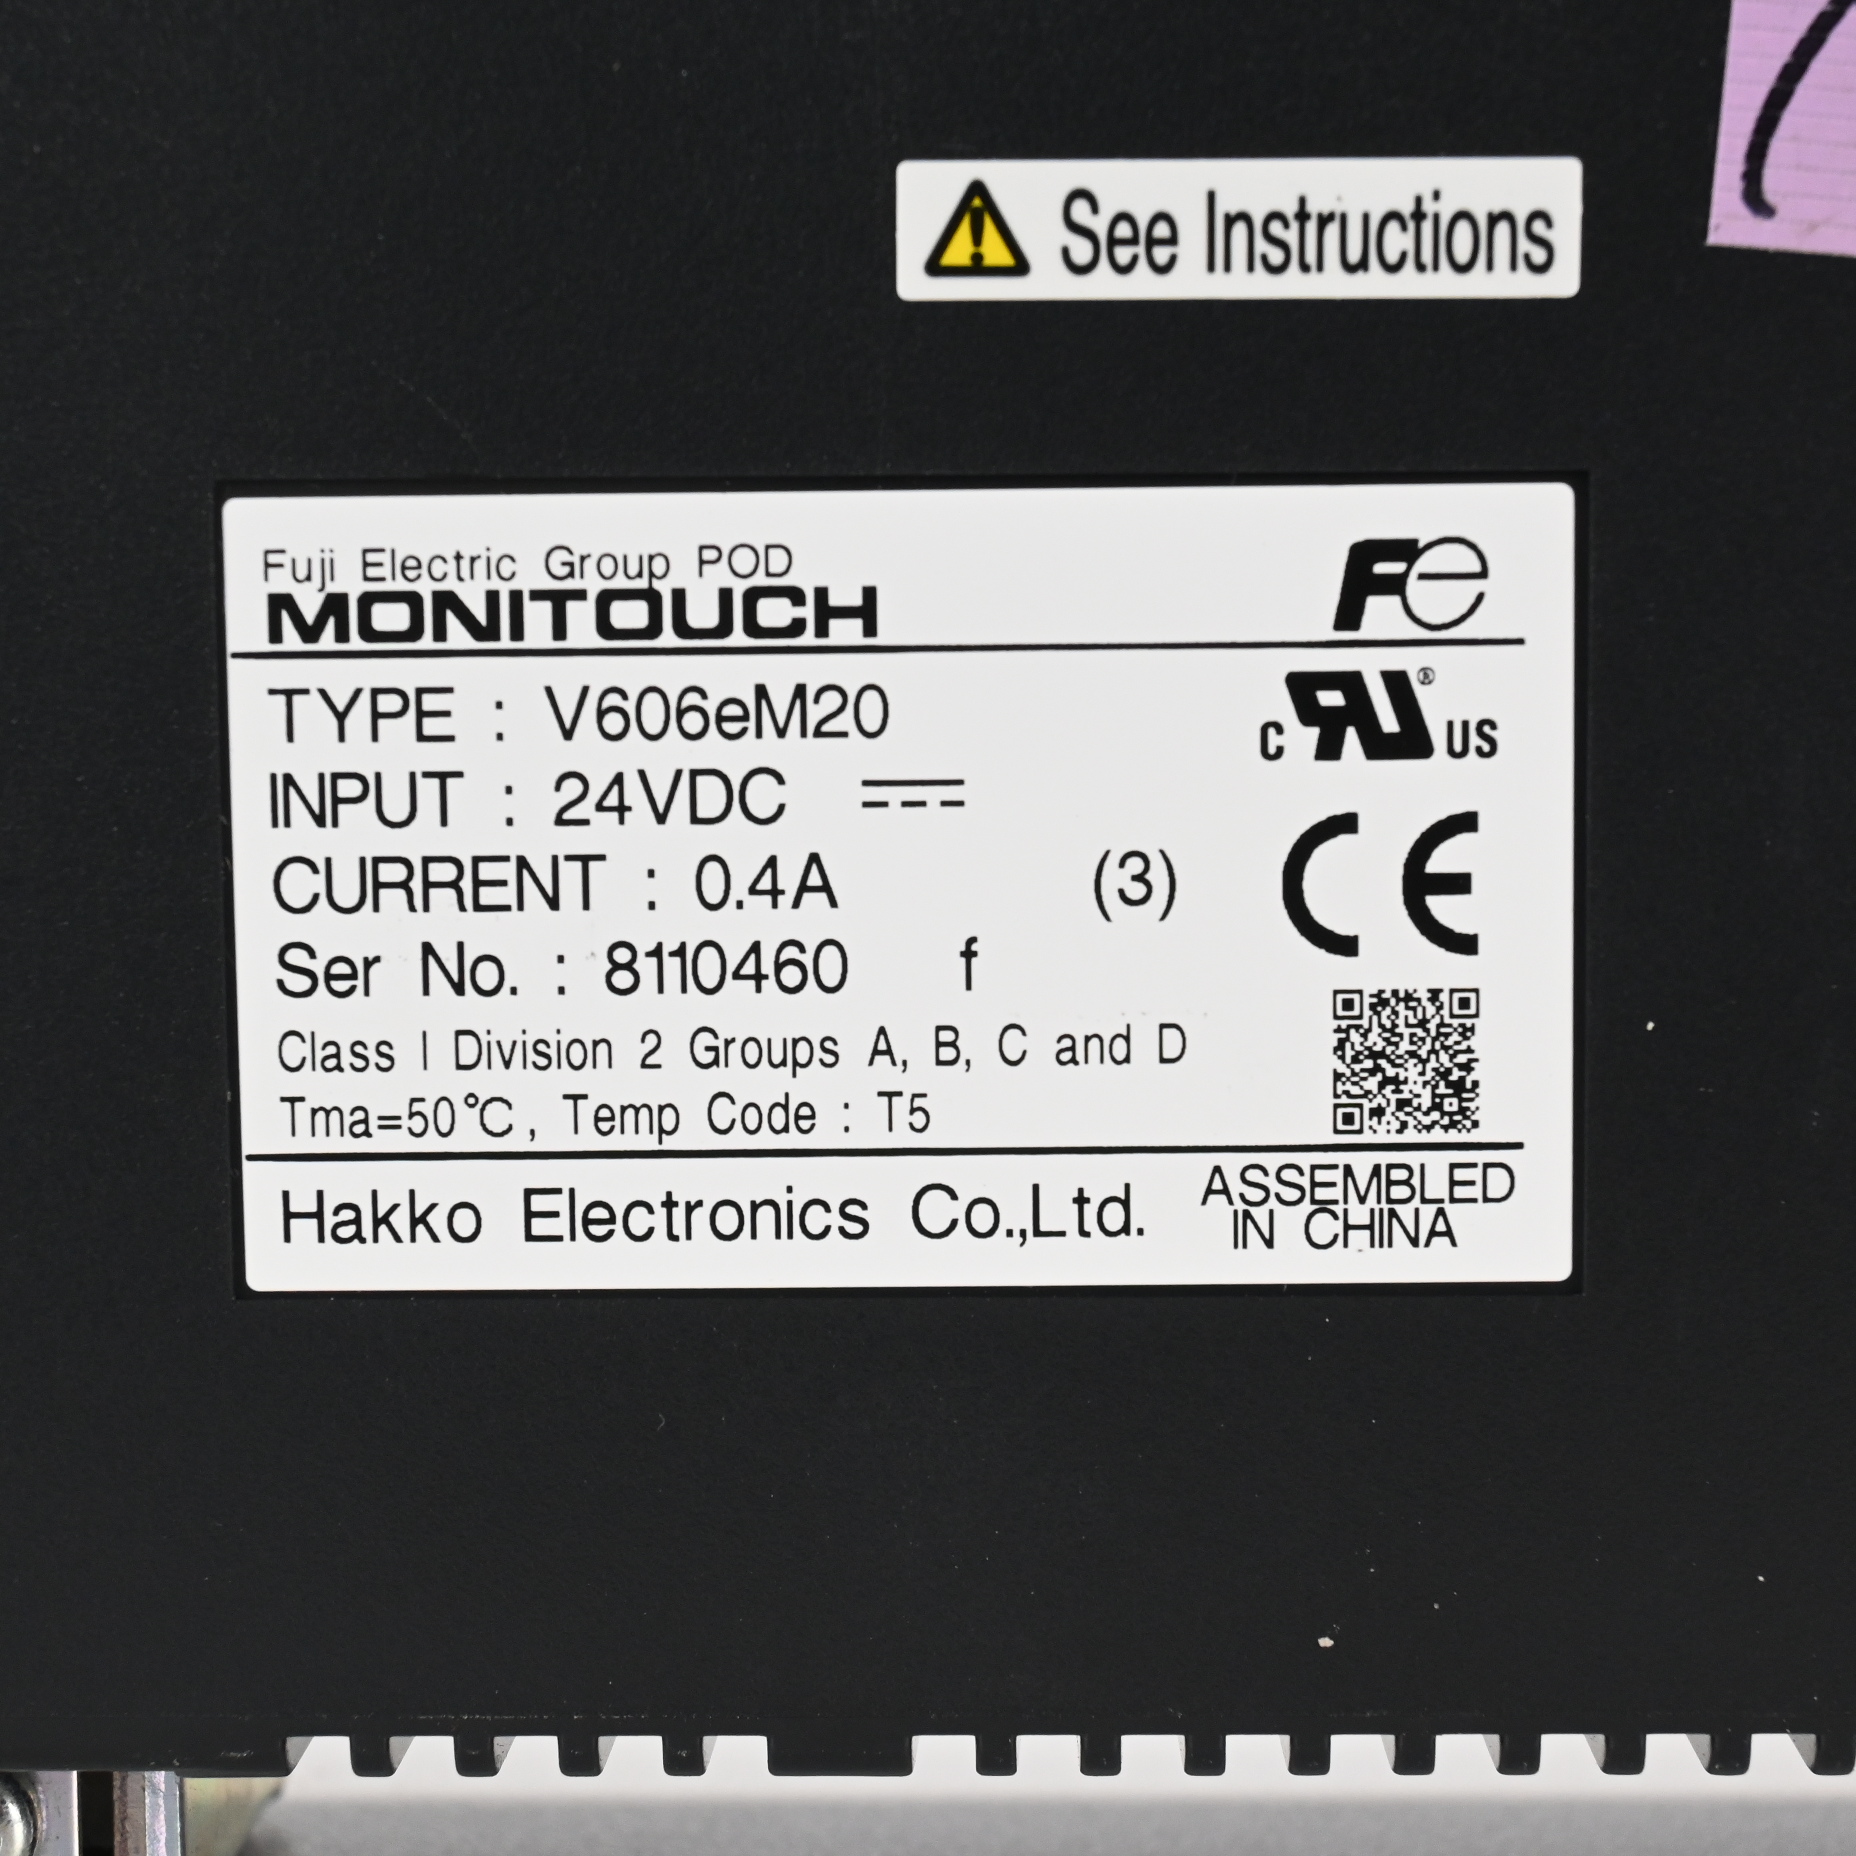 See Instructions
Fuji Electric Group POD
MONITOUCH
Fe
TYPE : V606eM20
c RU ® US
INPUT : 24VDC
CURRENT : 0.4A (3)
CE
Ser No. : 8110460 f
Class I Division 2 Groups A, B, C and D
Tma=50℃, Temp Code : T5
Hakko Electronics Co.,Ltd.
ASSEMBLED
IN CHINA